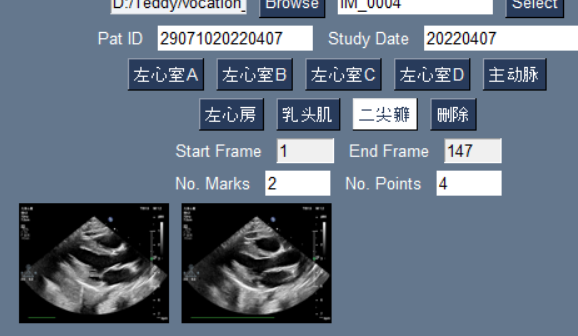 D:/Teddy/vocation_ Browse IM_0004 Select
Pat ID 29071020220407 Study Date 20220407
左心室A 左心室B 左心室C 左心室D 主动脉
左心房 乳头肌 二尖瓣 删除
Start Frame 1 End Frame 147
No. Marks 2 No. Points 4